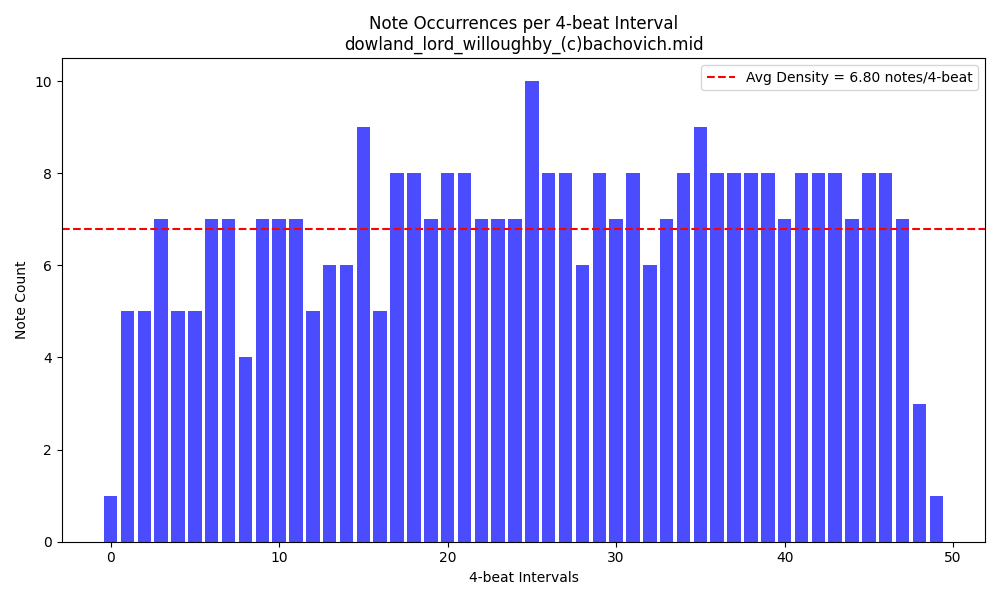 Note Occurrences per 4-beat Interval
dowland_lord_willoughby_(c)bachovich.mid
Avg Density = 6.80 notes/4-beat
10
8
6
4
2
0
Note Count
0 10 20 30 40 50
4-beat Intervals